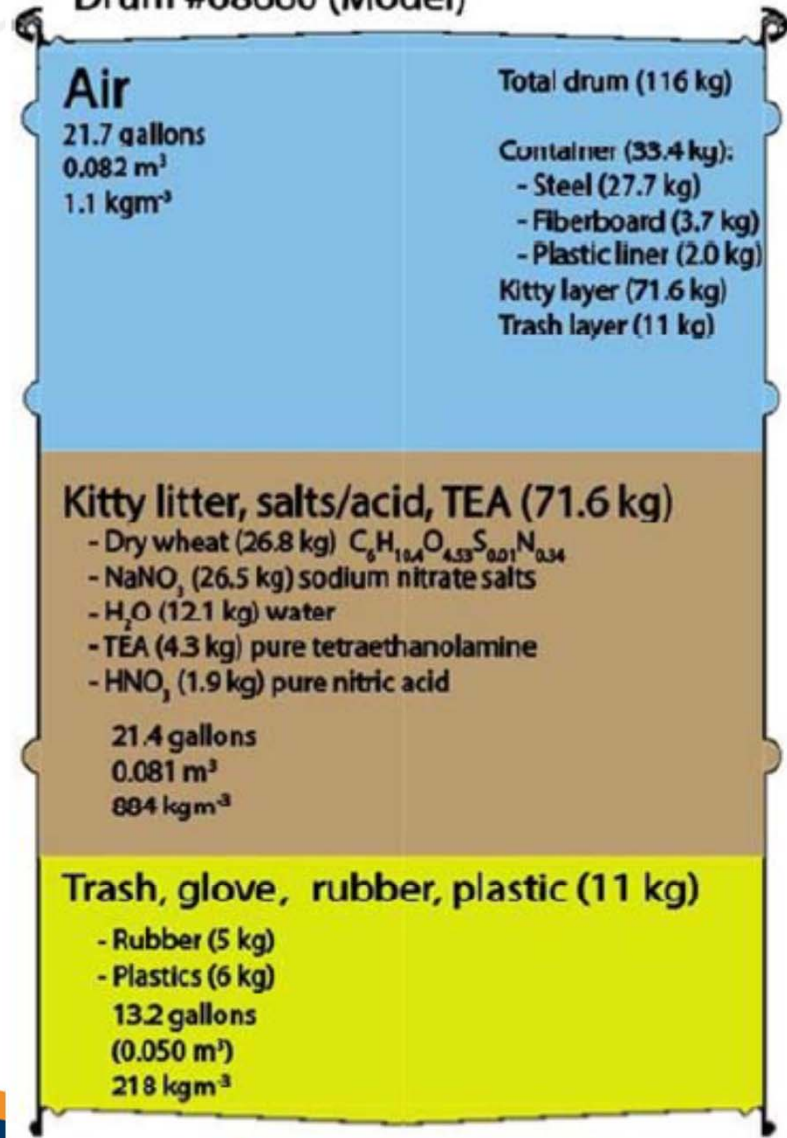 Drum #68660 (Model)
Air
21.7 gallons
0.082 m³
1.1 kgm⁻³
Total drum (116 kg)
Container (33.4 kg):
- Steel (27.7 kg)
- Fiberboard (3.7 kg)
- Plastic liner (2.0 kg)
Kitty layer (71.6 kg)
Trash layer (11 kg)
Kitty litter, salts/acid, TEA (71.6 kg)
- Dry wheat (26.8 kg) C₆H₁₀.₄O₄.₅₃S₀.₀₁N₀.₃₄
- NaNO₃ (26.5 kg) sodium nitrate salts
- H₂O (12.1 kg) water
- TEA (4.3 kg) pure tetraethanolamine
- HNO₃ (1.9 kg) pure nitric acid
21.4 gallons
0.081 m³
884 kgm⁻³
Trash, glove, rubber, plastic (11 kg)
- Rubber (5 kg)
- Plastics (6 kg)
13.2 gallons
(0.050 m³)
218 kgm⁻³